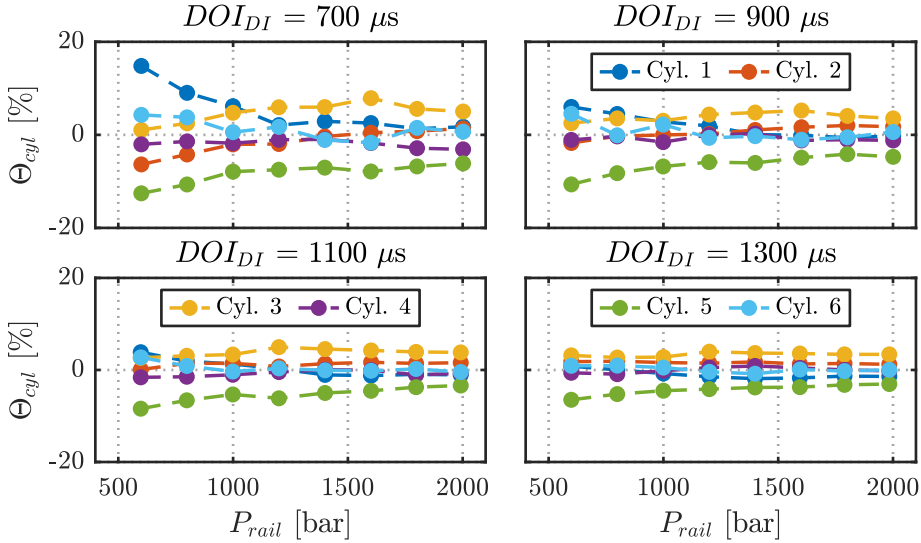 DOI_DI = 700 μs
DOI_DI = 900 μs
20
0
-20
Θ_cyl [%]
Cyl. 1 Cyl. 2
DOI_DI = 1100 μs
DOI_DI = 1300 μs
20
0
-20
Θ_cyl [%]
Cyl. 3 Cyl. 4
Cyl. 5 Cyl. 6
500 1000 1500 2000
500 1000 1500 2000
P_rail [bar]
P_rail [bar]